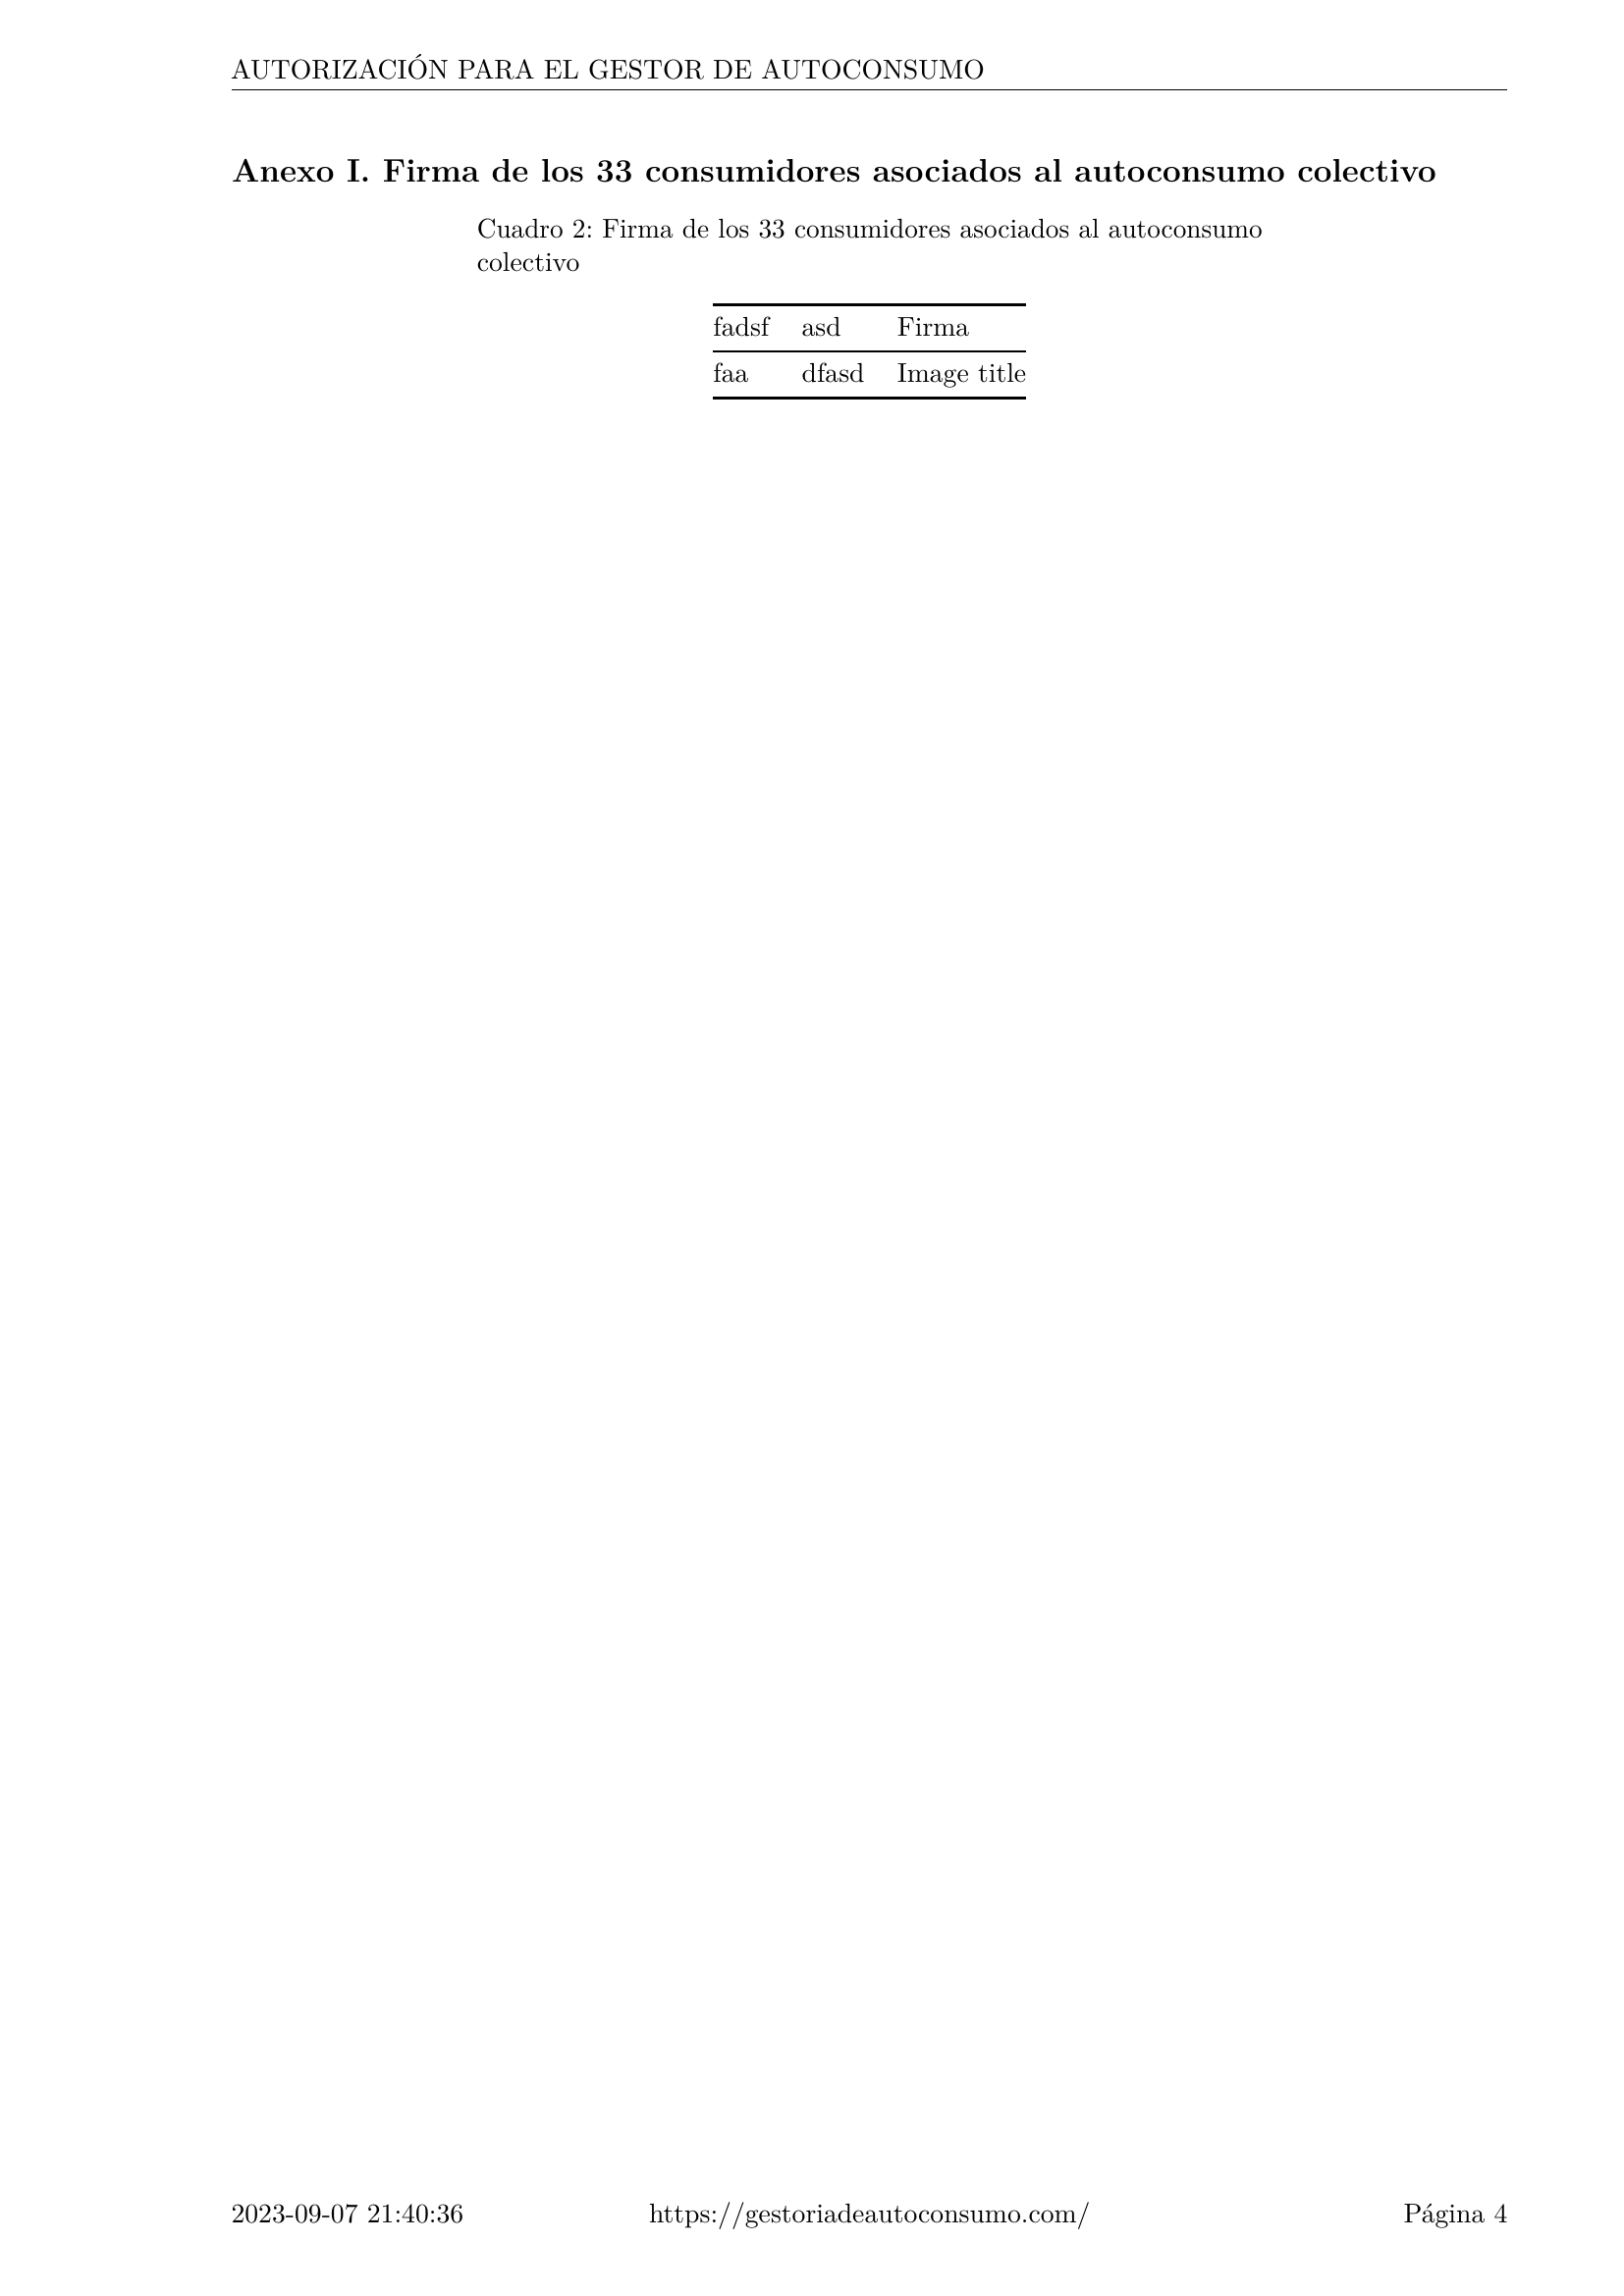 AUTORIZACIÓN PARA EL GESTOR DE AUTOCONSUMO
Anexo I. Firma de los 33 consumidores asociados al autoconsumo colectivo
Cuadro 2: Firma de los 33 consumidores asociados al autoconsumo
colectivo
fadsf asd Firma
faa dfasd Image title
2023-09-07 21:40:36 https://gestoriadeautoconsumo.com/ Página 4